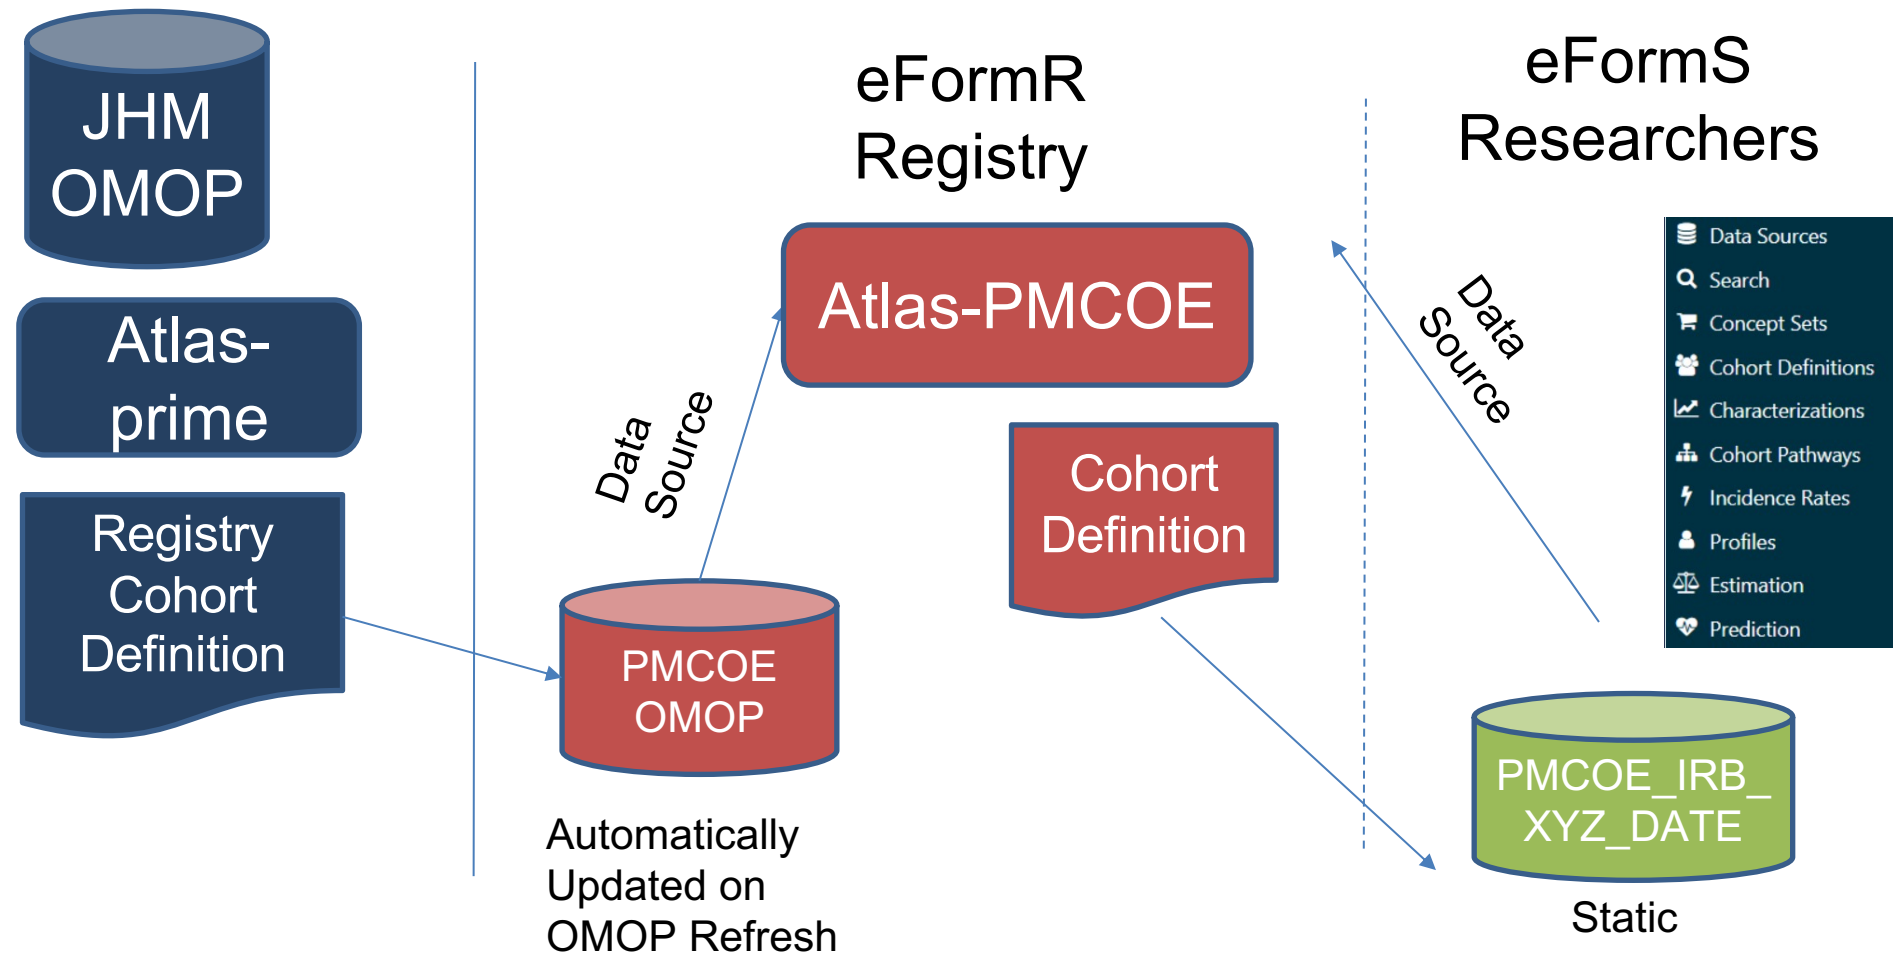 JHM
OMOP
Atlas-
prime
Registry
Cohort
Definition
eFormR
Registry
Atlas-PMCOE
Data
Source
Cohort
Definition
PMCOE
OMOP
Automatically
Updated on
OMOP Refresh
eFormS
Researchers
Data
Source
Data Sources
Search
Concept Sets
Cohort Definitions
Characterizations
Cohort Pathways
Incidence Rates
Profiles
Estimation
Prediction
PMCOE_IRB_
XYZ_DATE
Static